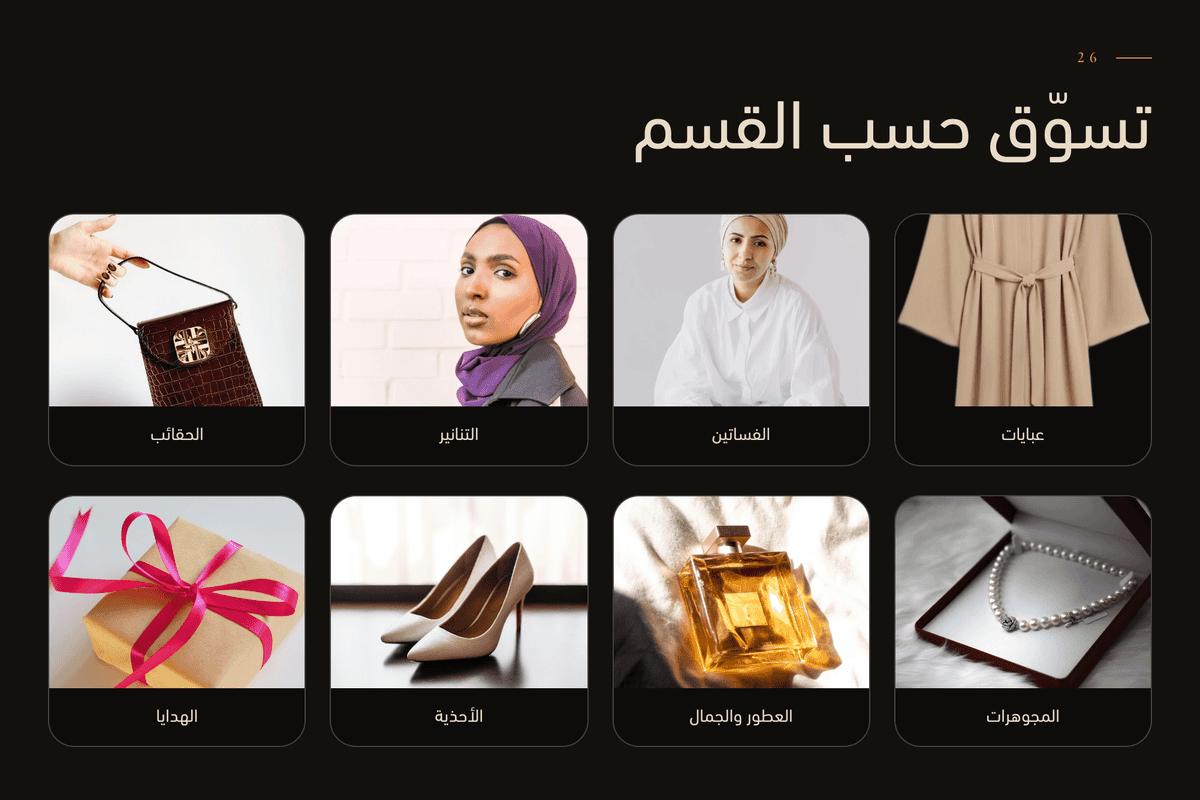 26
تسوّق حسب القسم
عبايات
الفساتين
التنانير
الحقائب
المجوهرات
العطور والجمال
الأحذية
الهدايا